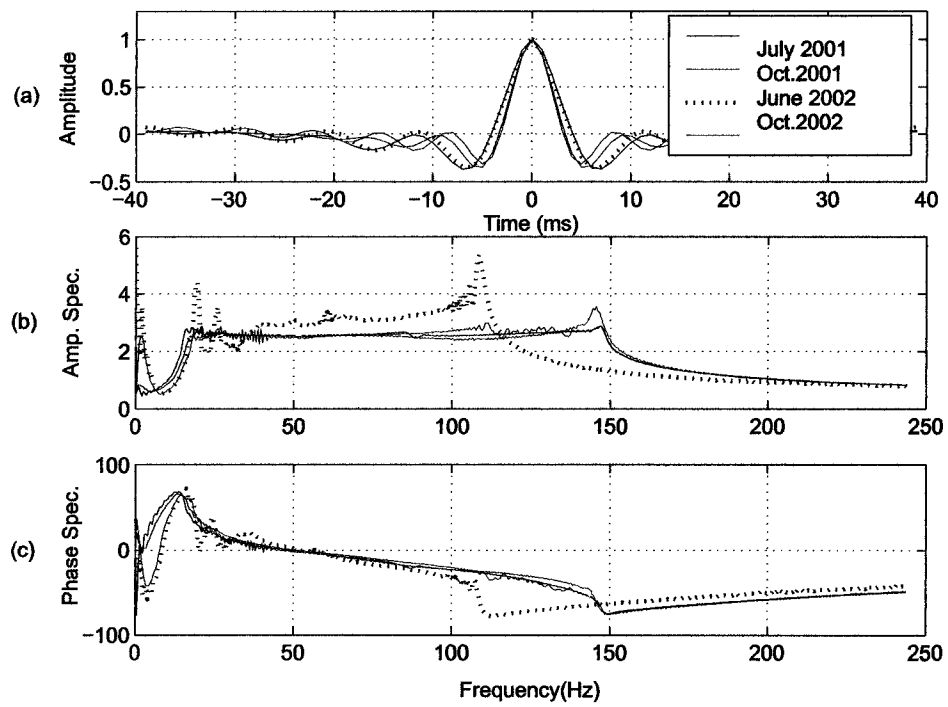 (a)
Amplitude
1
0.5
0
−0.5
−40
−30
−20
−10
0
10
20
30
40
Time (ms)
July 2001
Oct.2001
June 2002
Oct.2002
(b)
Amp. Spec.
6
4
2
0
0
50
100
150
200
250
(c)
Phase Spec.
100
0
−100
0
50
100
150
200
250
Frequency(Hz)